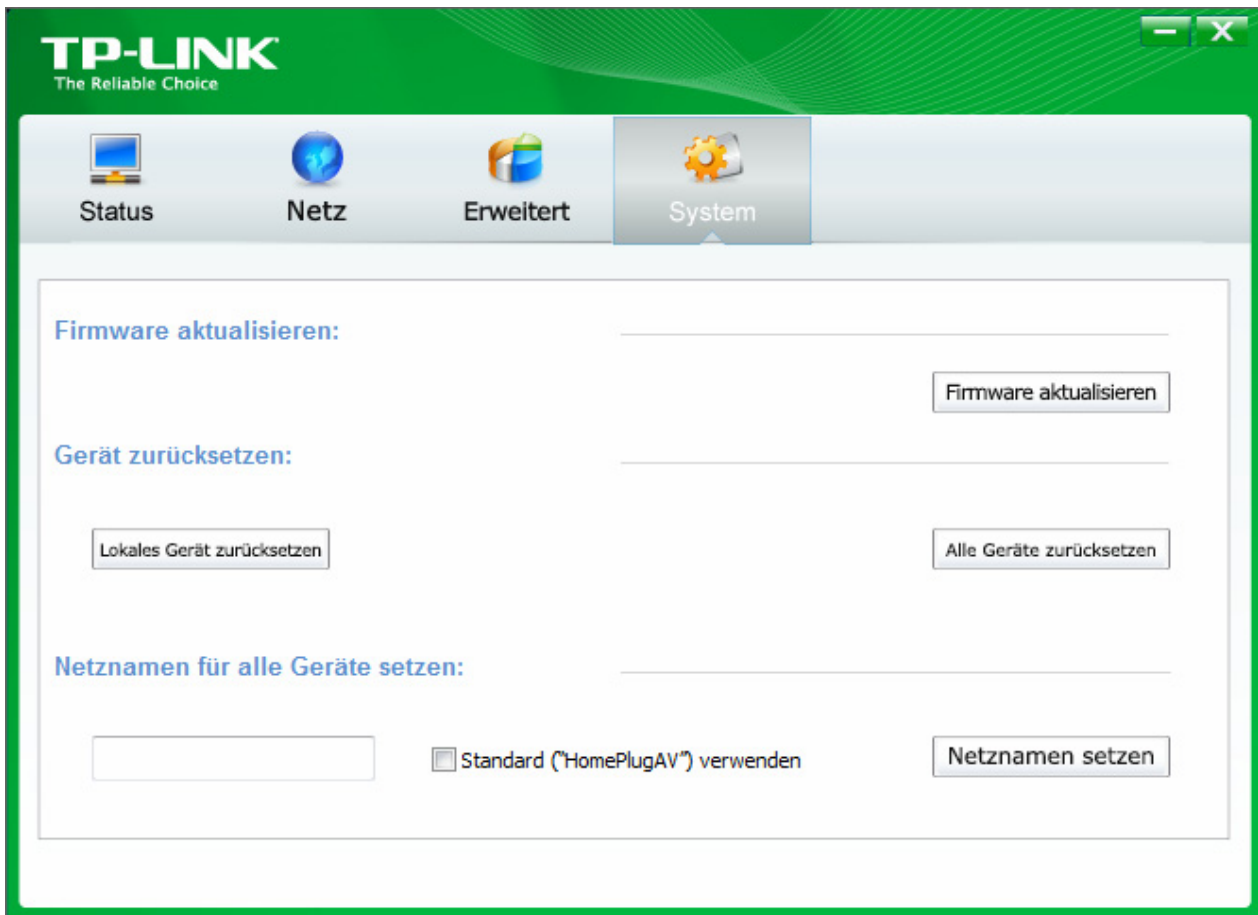 TP-LINK
The Reliable Choice
Status
Netz
Erweitert
System
Firmware aktualisieren:
Firmware aktualisieren
Gerät zurücksetzen:
Lokales Gerät zurücksetzen
Alle Geräte zurücksetzen
Netznamen für alle Geräte setzen:
Standard ("HomePlugAV") verwenden
Netznamen setzen